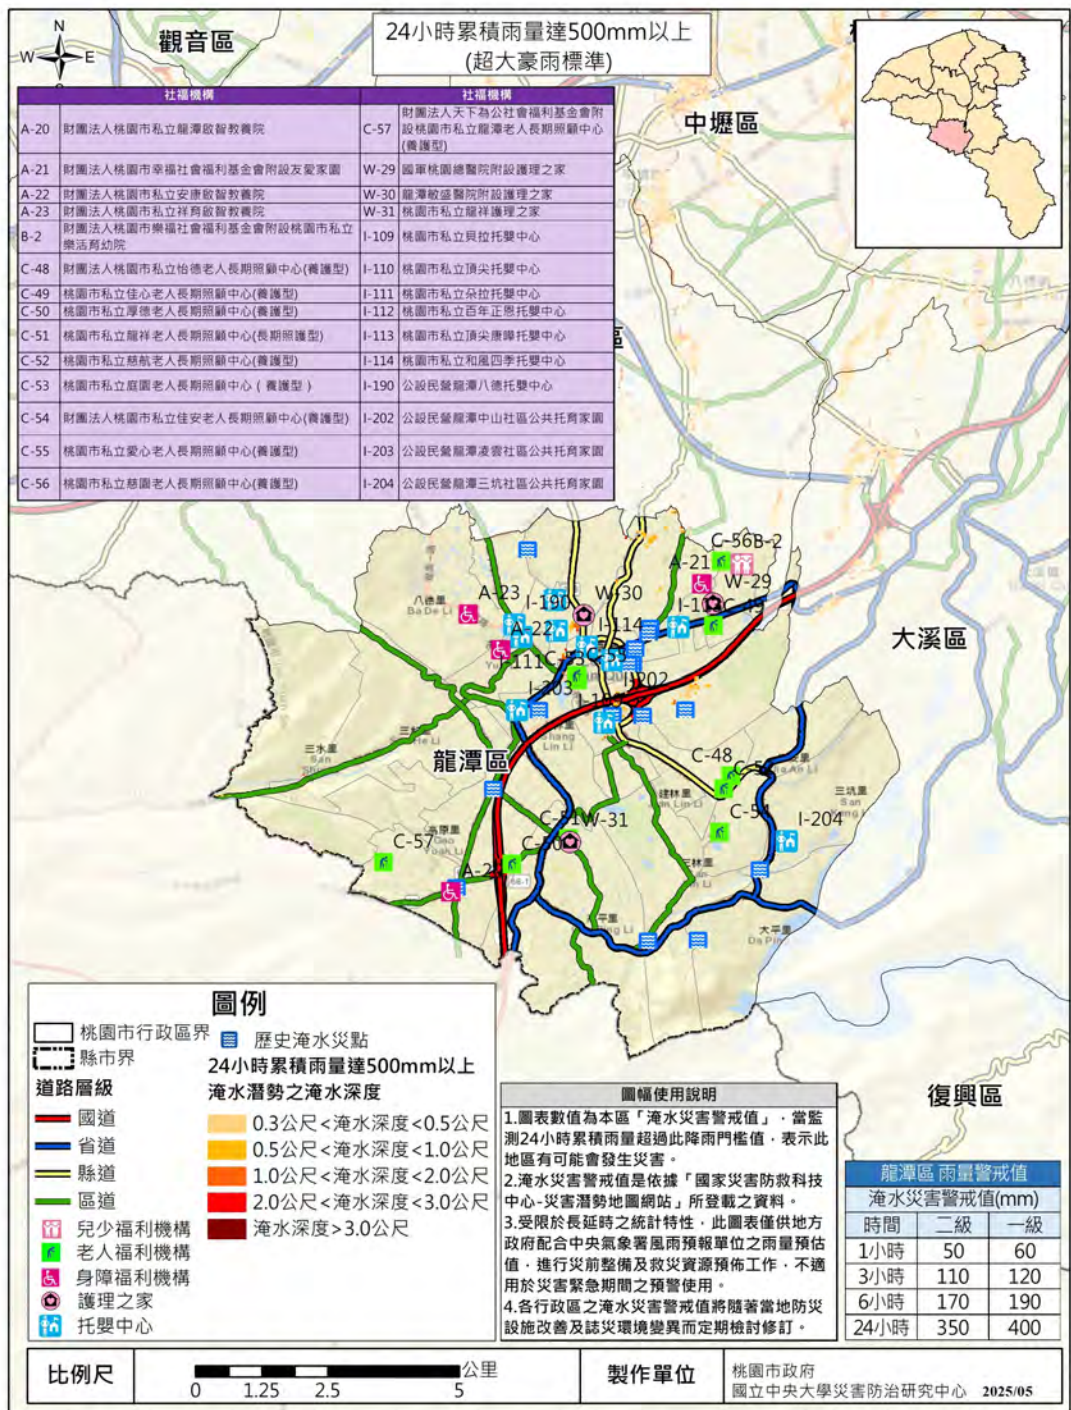 24小時累積雨量達500mm以上
(超大豪雨標準)
N
W
E
觀音區
中壢區
社福機構
社福機構
A-20 財團法人桃園市私立龍潭啟智教養院
C-57 財團法人天下為公社會福利基金會附設桃園市私立龍潭老人長期照顧中心(養護型)
A-21 財團法人桃園市幸福社會福利基金會附設友愛家園
W-29 國軍桃園總醫院附設護理之家
A-22 財團法人桃園市私立安康啟智教養院
W-30 龍潭敏盛醫院附設護理之家
A-23 財團法人桃園市私立祥育啟智教養院
W-31 桃園市私立龍祥護理之家
B-2 財團法人桃園市樂福社會福利基金會附設桃園市私立樂活育幼院
I-109 桃園市私立貝拉托嬰中心
C-48 財團法人桃園市私立怡德老人長期照顧中心(養護型)
I-110 桃園市私立頂尖托嬰中心
C-49 桃園市私立佳心老人長期照顧中心(養護型)
I-111 桃園市私立朵拉托嬰中心
C-50 桃園市私立厚德老人長期照顧中心(養護型)
I-112 桃園市私立百年正恩托嬰中心
C-51 桃園市私立龍祥老人長期照顧中心(長期照護型)
I-113 桃園市私立頂尖唐暐托嬰中心
C-52 桃園市私立慈航老人長期照顧中心(養護型)
I-114 桃園市私立和風四季托嬰中心
C-53 桃園市私立庭園老人長期照顧中心(養護型)
I-190 公設民營龍潭八德托嬰中心
C-54 財團法人桃園市私立佳安老人長期照顧中心(養護型)
I-202 公設民營龍潭中山社區公共托育家園
C-55 桃園市私立愛心老人長期照顧中心(養護型)
I-203 公設民營龍潭凌雲社區公共托育家園
C-56 桃園市私立慈園老人長期照顧中心(養護型)
I-204 公設民營龍潭三坑社區公共托育家園
區
C-56
B-2
A-21
W-29
A-23
I-190
W-30
C-49
八德里
Ba De Li
A-22
I-114
大溪區
I-111
C-53
C-55
I-203
I-202
龍潭區
三水里
C-48
三坑里
建林里
C-54
I-204
C-51
W-31
C-57
高原里
C-50
三林里
大平里
Da Pin
復興區
圖例
桃園市行政區界
縣市界
歷史淹水災點
道路層級
國道
省道
縣道
區道
兒少福利機構
老人福利機構
身障福利機構
護理之家
托嬰中心
24小時累積雨量達500mm以上
淹水潛勢之淹水深度
0.3公尺<淹水深度<0.5公尺
0.5公尺<淹水深度<1.0公尺
1.0公尺<淹水深度<2.0公尺
2.0公尺<淹水深度<3.0公尺
淹水深度>3.0公尺
圖幅使用說明
1.圖表數值為本區「淹水災害警戒值」，當監
測24小時累積雨量超過此降雨門檻值，表示此
地區有可能會發生災害。
2.淹水災害警戒值是依據「國家災害防救科技
中心-災害潛勢地圖網站」所登載之資料。
3.受限於長延時之統計特性，此圖表僅供地方
政府配合中央氣象署風雨預報單位之雨量預估
值，進行災前整備及救災資源預佈工作，不適
用於災害緊急期間之預警使用。
4.各行政區之淹水災害警戒值將隨著當地防災
設施改善及誌災環境變異而定期檢討修訂。
龍潭區 雨量警戒值
淹水災害警戒值(mm)
時間 二級 一級
1小時 50 60
3小時 110 120
6小時 170 190
24小時 350 400
比例尺
0 1.25 2.5 5 公里
製作單位
桃園市政府
國立中央大學災害防治研究中心 2025/05